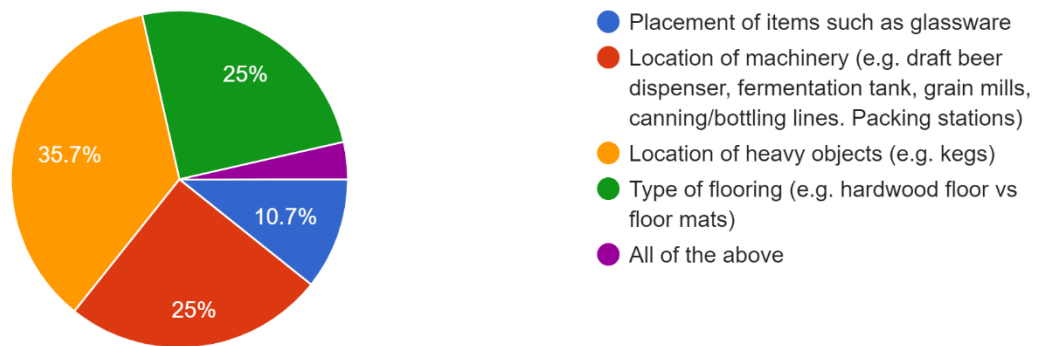 25%
35.7%
10.7%
25%
Placement of items such as glassware
Location of machinery (e.g. draft beer
dispenser, fermentation tank, grain mills,
canning/bottling lines. Packing stations)
Location of heavy objects (e.g. kegs)
Type of flooring (e.g. hardwood floor vs
floor mats)
All of the above